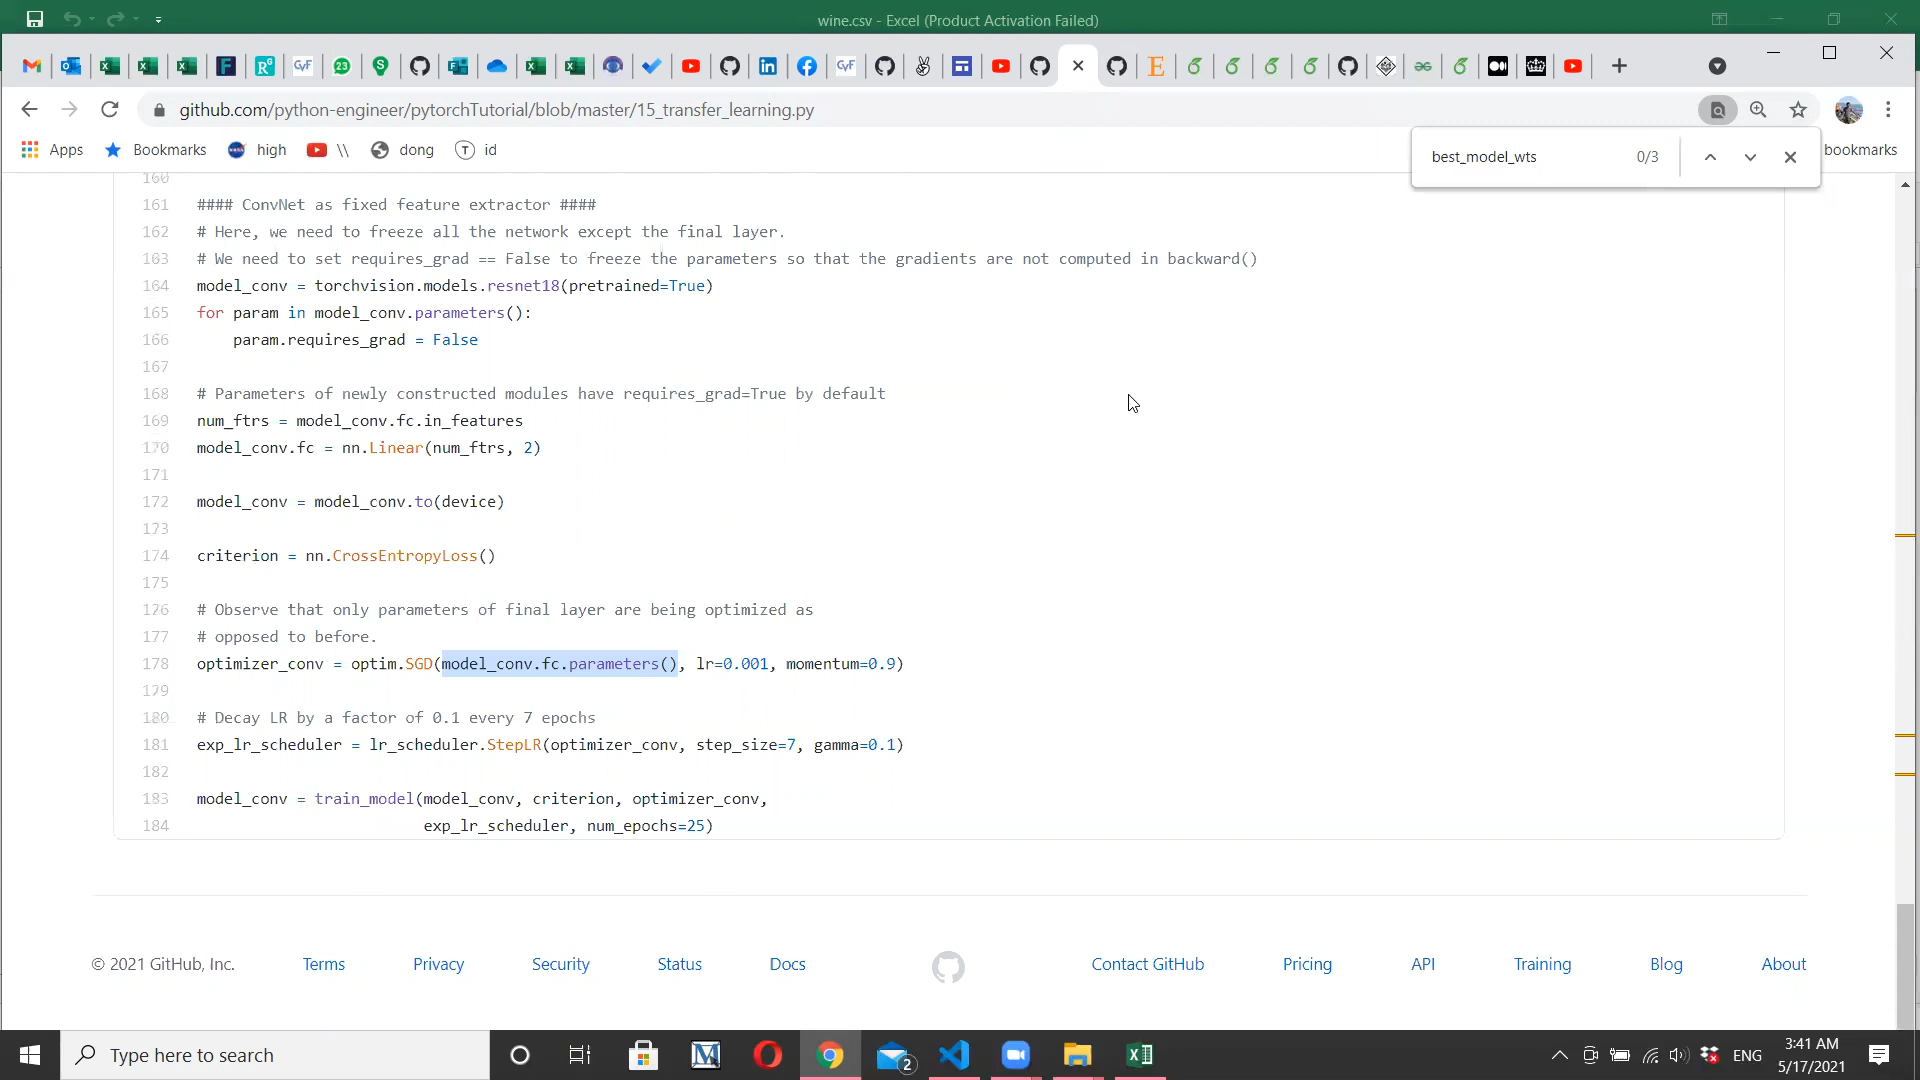 wine.csv - Excel (Product Activation Failed)
github.com/python-engineer/pytorchTutorial/blob/master/15_transfer_learning.py
Apps Bookmarks high \\ dong id bookmarks
best_model_wts 0/3
160
161 #### ConvNet as fixed feature extractor ####
162 # Here, we need to freeze all the network except the final layer.
163 # We need to set requires_grad == False to freeze the parameters so that the gradients are not computed in backward()
164 model_conv = torchvision.models.resnet18(pretrained=True)
165 for param in model_conv.parameters():
166 param.requires_grad = False
167
168 # Parameters of newly constructed modules have requires_grad=True by default
169 num_ftrs = model_conv.fc.in_features
170 model_conv.fc = nn.Linear(num_ftrs, 2)
171
172 model_conv = model_conv.to(device)
173
174 criterion = nn.CrossEntropyLoss()
175
176 # Observe that only parameters of final layer are being optimized as
177 # opposed to before.
178 optimizer_conv = optim.SGD(model_conv.fc.parameters(), lr=0.001, momentum=0.9)
179
180 # Decay LR by a factor of 0.1 every 7 epochs
181 exp_lr_scheduler = lr_scheduler.StepLR(optimizer_conv, step_size=7, gamma=0.1)
182
183 model_conv = train_model(model_conv, criterion, optimizer_conv,
184 exp_lr_scheduler, num_epochs=25)
© 2021 GitHub, Inc. Terms Privacy Security Status Docs Contact GitHub Pricing API Training Blog About
Type here to search
2
ENG
3:41 AM
5/17/2021